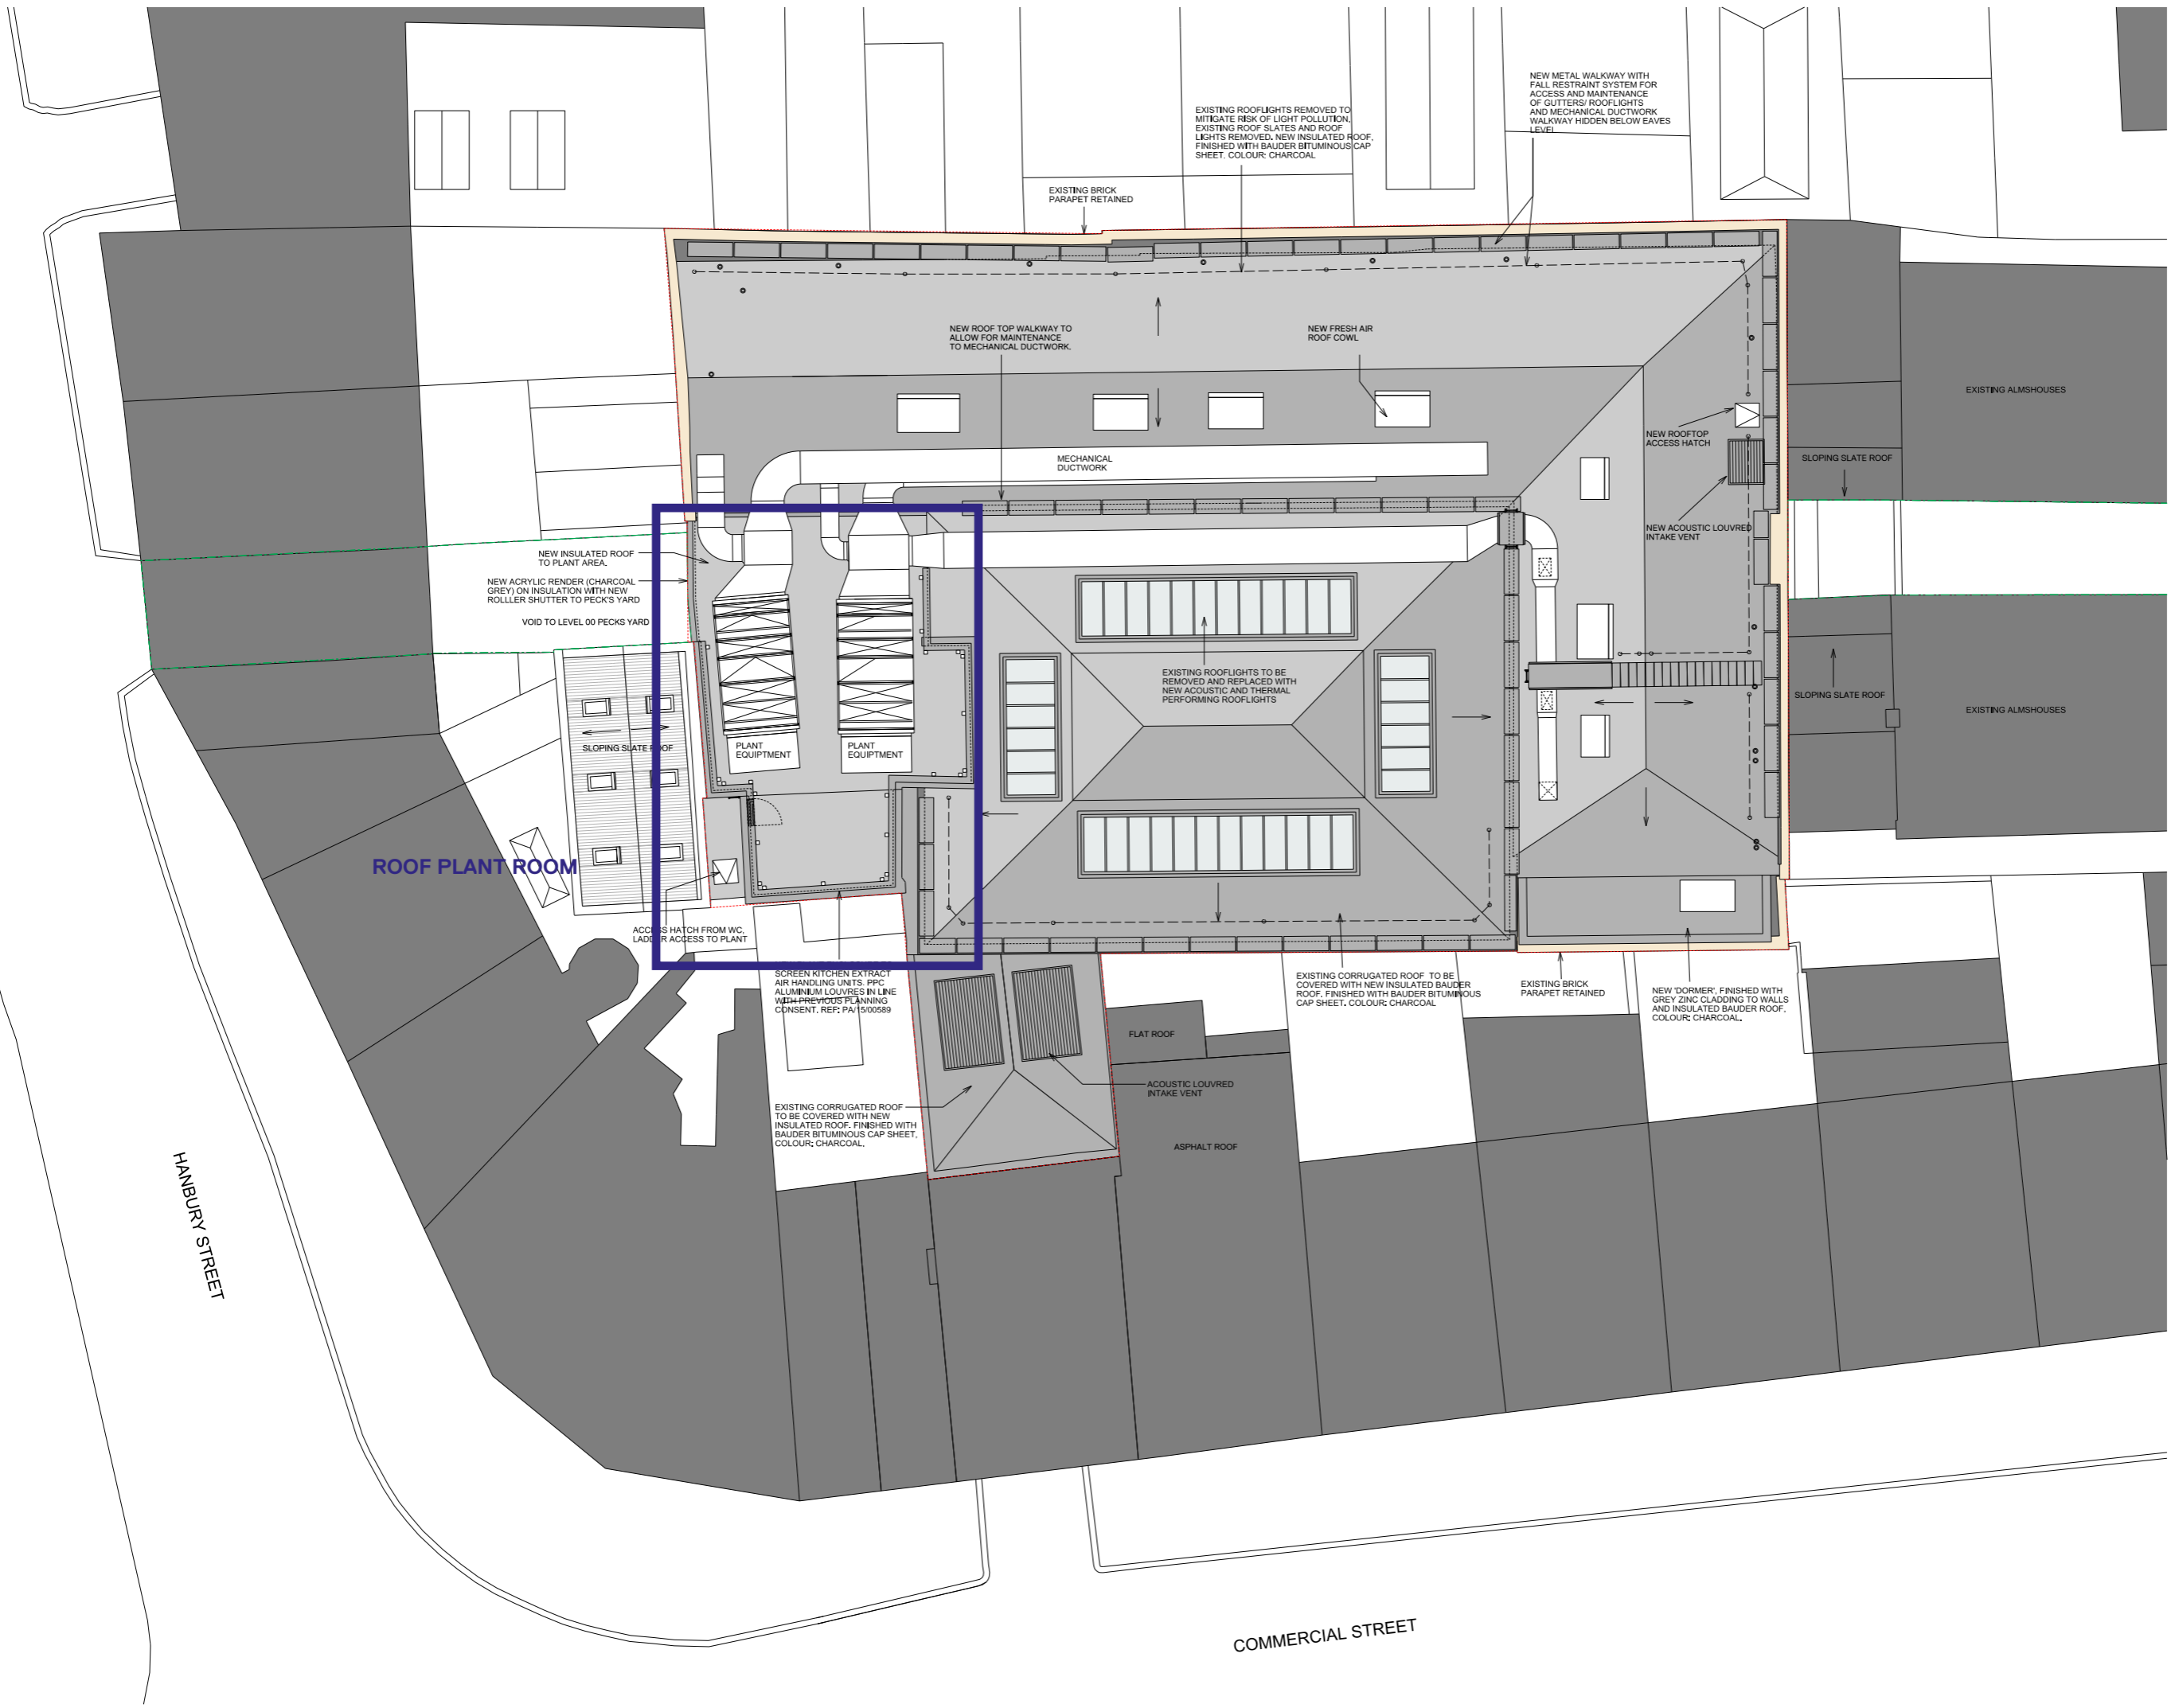 NEW METAL WALKWAY WITH
FALL RESTRAINT SYSTEM FOR
ACCESS AND MAINTENANCE
OF GUTTERS/ ROOFLIGHTS
AND MECHANICAL DUCTWORK
WALKWAY HIDDEN BELOW EAVES
LEVEL
EXISTING ROOFLIGHTS REMOVED TO
MITIGATE RISK OF LIGHT POLLUTION.
EXISTING ROOF SLATES AND ROOF
LIGHTS REMOVED. NEW INSULATED ROOF,
FINISHED WITH BAUDER BITUMINOUS CAP
SHEET. COLOUR: CHARCOAL
EXISTING BRICK
PARAPET RETAINED
NEW ROOF TOP WALKWAY TO
ALLOW FOR MAINTENANCE
TO MECHANICAL DUCTWORK.
NEW FRESH AIR
ROOF COWL
EXISTING ALMSHOUSES
NEW ROOFTOP
ACCESS HATCH
SLOPING SLATE ROOF
MECHANICAL
DUCTWORK
NEW ACOUSTIC LOUVRED
INTAKE VENT
NEW INSULATED ROOF
TO PLANT AREA.
NEW ACRYLIC RENDER (CHARCOAL
GREY) ON INSULATION WITH NEW
ROLLLER SHUTTER TO PECK'S YARD
VOID TO LEVEL 00 PECKS YARD
EXISTING ROOFLIGHTS TO BE
REMOVED AND REPLACED WITH
NEW ACOUSTIC AND THERMAL
PERFORMING ROOFLIGHTS
SLOPING SLATE ROOF
EXISTING ALMSHOUSES
SLOPING SLATE ROOF
PLANT
EQUIPTMENT
PLANT
EQUIPTMENT
ROOF PLANT ROOM
ACCESS HATCH FROM WC,
LADDER ACCESS TO PLANT
SCREEN KITCHEN EXTRACT
AIR HANDLING UNITS. PPC
ALUMINIUM LOUVRES IN LINE
WITH PREVIOUS PLANNING
CONSENT, REF: PA/15/00589
EXISTING CORRUGATED ROOF TO BE
COVERED WITH NEW INSULATED BAUDER
ROOF. FINISHED WITH BAUDER BITUMINOUS
CAP SHEET. COLOUR: CHARCOAL
EXISTING BRICK
PARAPET RETAINED
NEW 'DORMER', FINISHED WITH
GREY ZINC CLADDING TO WALLS
AND INSULATED BAUDER ROOF,
COLOUR: CHARCOAL.
FLAT ROOF
ACOUSTIC LOUVRED
INTAKE VENT
EXISTING CORRUGATED ROOF
TO BE COVERED WITH NEW
INSULATED ROOF. FINISHED WITH
BAUDER BITUMINOUS CAP SHEET,
COLOUR: CHARCOAL.
ASPHALT ROOF
HANBURY STREET
COMMERCIAL STREET